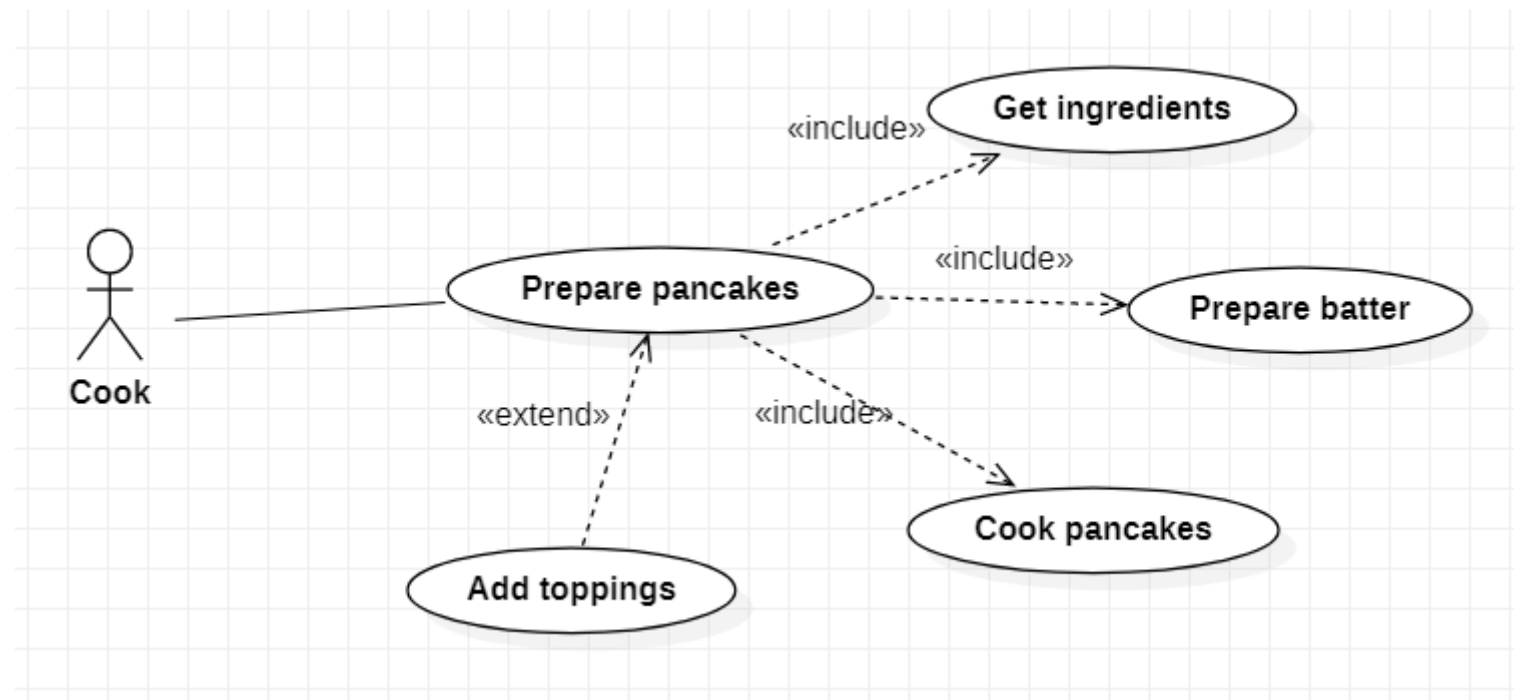 Get ingredients
«include»
«include»
Prepare pancakes
Prepare batter
Cook
«extend»
«include»
Cook pancakes
Add toppings